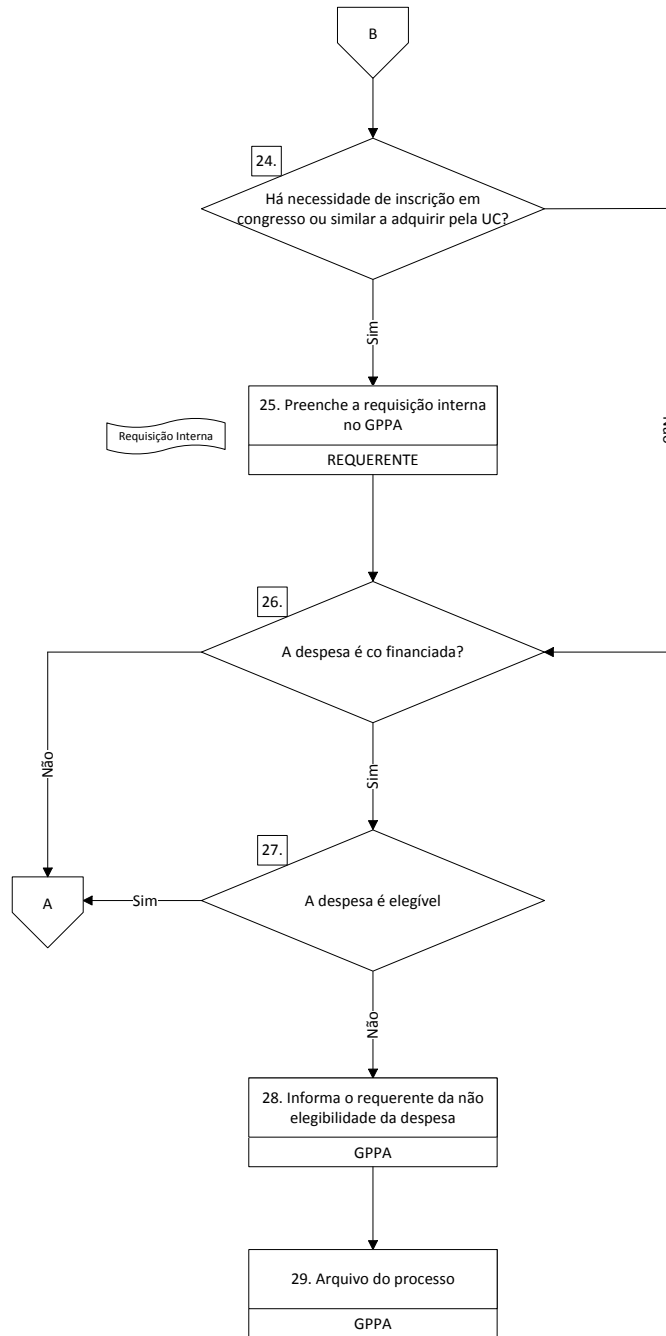 B
24.
Há necessidade de inscrição em
congresso ou similar a adquirir pela UC?
Sim
25. Preenche a requisição interna
no GPPA
REQUERENTE
Requisição Interna
26.
A despesa é co financiada?
Não
Sim
27.
A despesa é elegível
A
Sim
Não
28. Informa o requerente da não
elegibilidade da despesa
GPPA
29. Arquivo do processo
GPPA